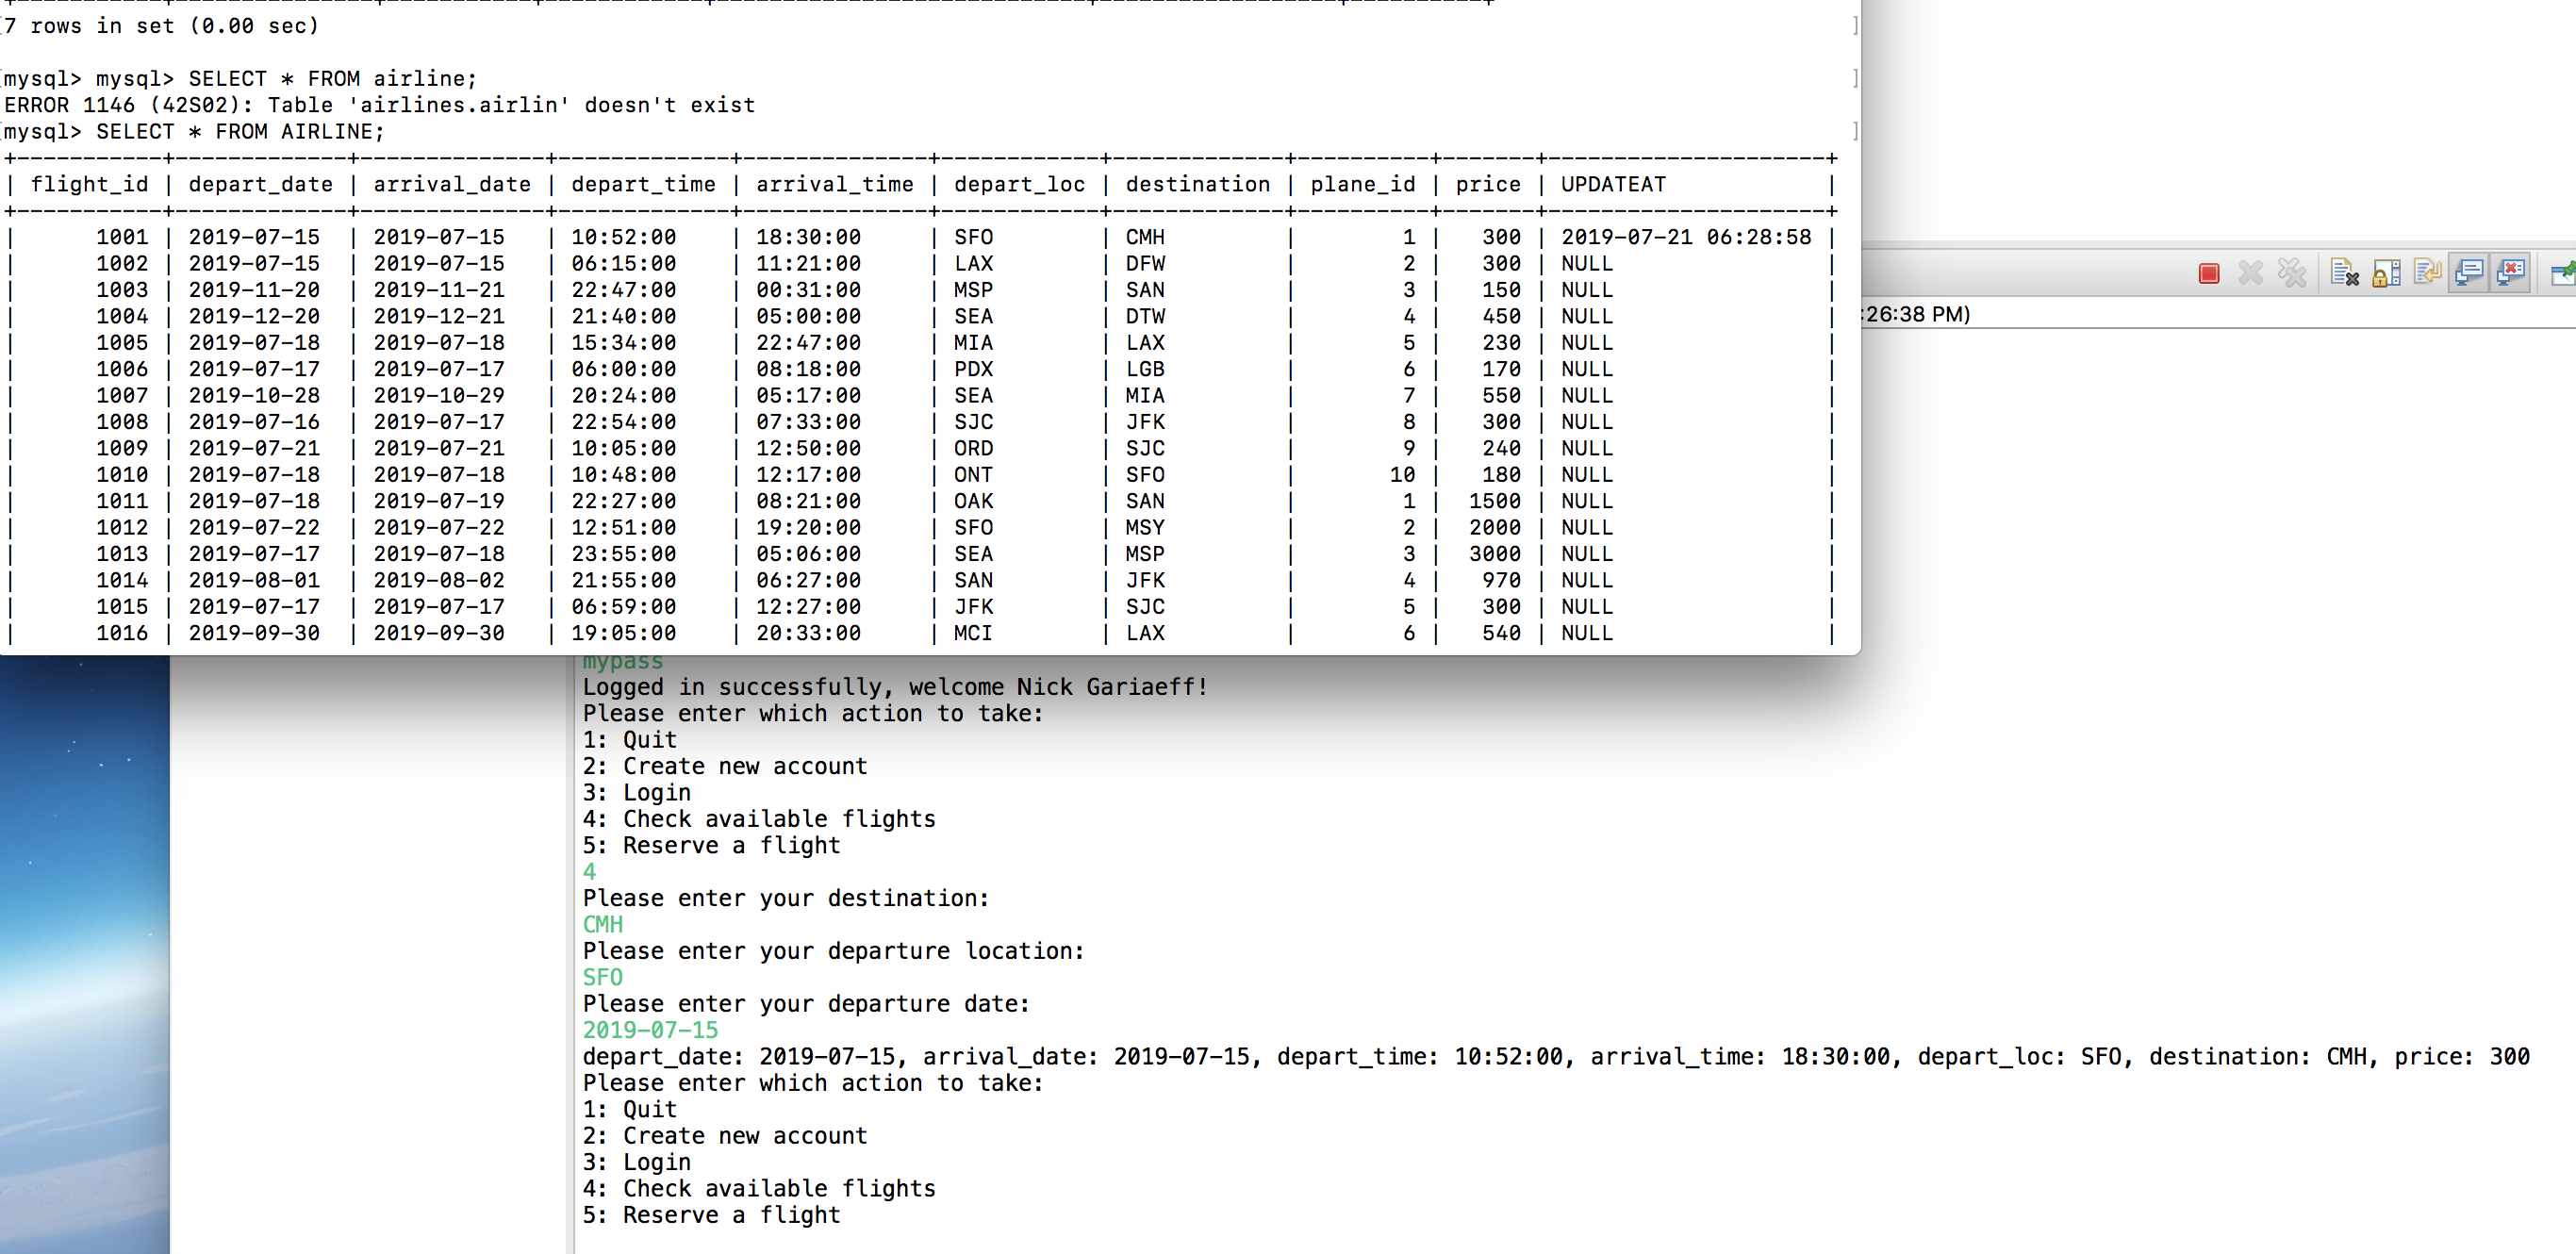 7 rows in set (0.00 sec)
mysql> mysql> SELECT * FROM airline;
ERROR 1146 (42S02): Table 'airlines.airlin' doesn't exist
mysql> SELECT * FROM AIRLINE;
+-----------+-------------+--------------+-------------+--------------+------------+-------------+----------+-------+---------------------+
| flight_id | depart_date | arrival_date | depart_time | arrival_time | depart_loc | destination | plane_id | price | UPDATEAT            |
+-----------+-------------+--------------+-------------+--------------+------------+-------------+----------+-------+---------------------+
|      1001 | 2019-07-15  | 2019-07-15   | 10:52:00    | 18:30:00     | SFO        | CMH         |        1 |   300 | 2019-07-21 06:28:58 |
|      1002 | 2019-07-15  | 2019-07-15   | 06:15:00    | 11:21:00     | LAX        | DFW         |        2 |   300 | NULL                |
|      1003 | 2019-11-20  | 2019-11-21   | 22:47:00    | 00:31:00     | MSP        | SAN         |        3 |   150 | NULL                |
|      1004 | 2019-12-20  | 2019-12-21   | 21:40:00    | 05:00:00     | SEA        | DTW         |        4 |   450 | NULL                |
|      1005 | 2019-07-18  | 2019-07-18   | 15:34:00    | 22:47:00     | MIA        | LAX         |        5 |   230 | NULL                |
|      1006 | 2019-07-17  | 2019-07-17   | 06:00:00    | 08:18:00     | PDX        | LGB         |        6 |   170 | NULL                |
|      1007 | 2019-10-28  | 2019-10-29   | 20:24:00    | 05:17:00     | SEA        | MIA         |        7 |   550 | NULL                |
|      1008 | 2019-07-16  | 2019-07-17   | 22:54:00    | 07:33:00     | SJC        | JFK         |        8 |   300 | NULL                |
|      1009 | 2019-07-21  | 2019-07-21   | 10:05:00    | 12:50:00     | ORD        | SJC         |        9 |   240 | NULL                |
|      1010 | 2019-07-18  | 2019-07-18   | 10:48:00    | 12:17:00     | ONT        | SFO         |       10 |   180 | NULL                |
|      1011 | 2019-07-18  | 2019-07-19   | 22:27:00    | 08:21:00     | OAK        | SAN         |        1 |  1500 | NULL                |
|      1012 | 2019-07-22  | 2019-07-22   | 12:51:00    | 19:20:00     | SFO        | MSY         |        2 |  2000 | NULL                |
|      1013 | 2019-07-17  | 2019-07-18   | 23:55:00    | 05:06:00     | SEA        | MSP         |        3 |  3000 | NULL                |
|      1014 | 2019-08-01  | 2019-08-02   | 21:55:00    | 06:27:00     | SAN        | JFK         |        4 |   970 | NULL                |
|      1015 | 2019-07-17  | 2019-07-17   | 06:59:00    | 12:27:00     | JFK        | SJC         |        5 |   300 | NULL                |
|      1016 | 2019-09-30  | 2019-09-30   | 19:05:00    | 20:33:00     | MCI        | LAX         |        6 |   540 | NULL                |
:26:38 PM)
mypass
Logged in successfully, welcome Nick Gariaeff!
Please enter which action to take:
1: Quit
2: Create new account
3: Login
4: Check available flights
5: Reserve a flight
4
Please enter your destination:
CMH
Please enter your departure location:
SFO
Please enter your departure date:
2019-07-15
depart_date: 2019-07-15, arrival_date: 2019-07-15, depart_time: 10:52:00, arrival_time: 18:30:00, depart_loc: SFO, destination: CMH, price: 300
Please enter which action to take:
1: Quit
2: Create new account
3: Login
4: Check available flights
5: Reserve a flight